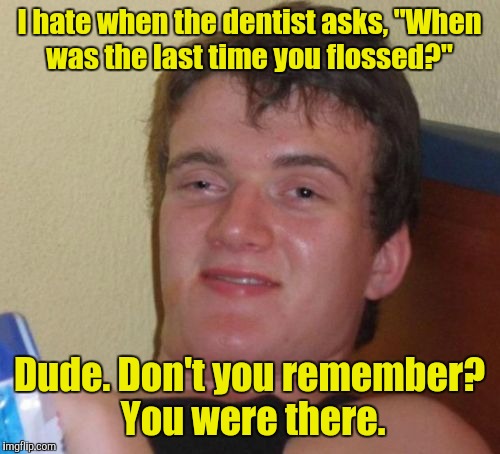 I hate when the dentist asks, "When
was the last time you flossed?"
Dude. Don't you remember?
You were there.
imgflip.com